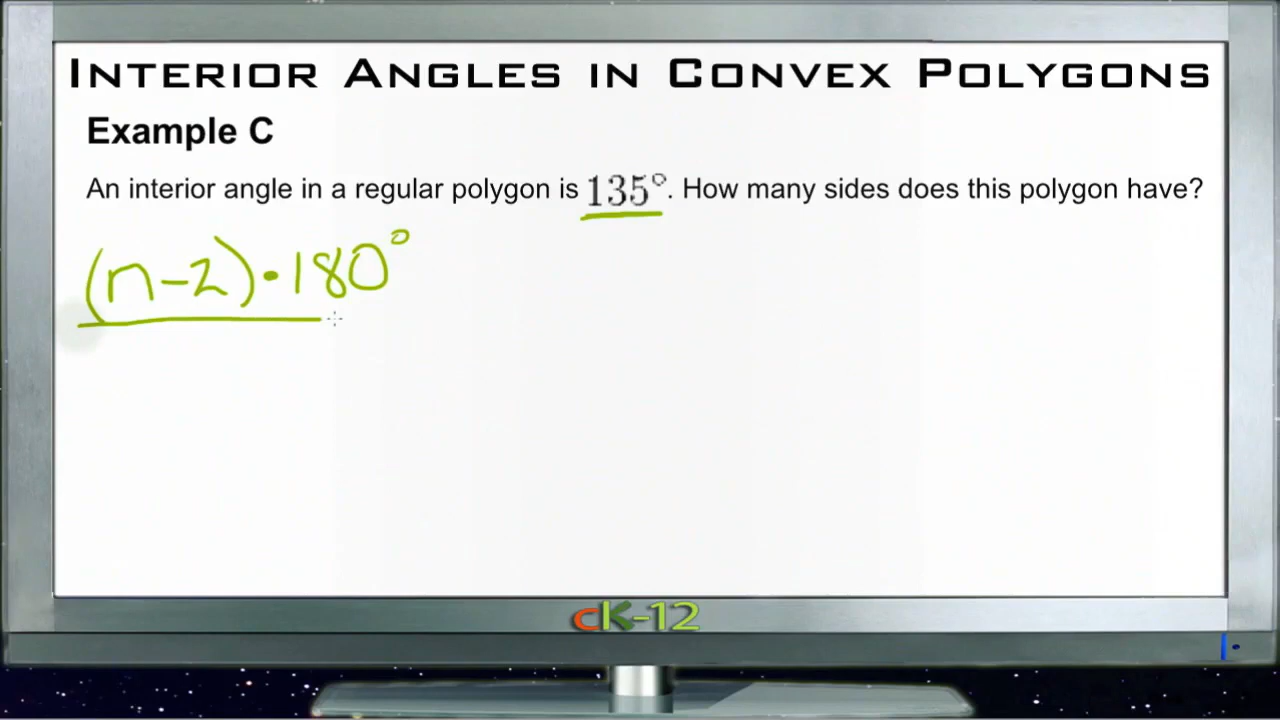 INTERIOR ANGLES IN CONVEX POLYGONS
Example C
An interior angle in a regular polygon is 135°. How many sides does this polygon have?
(n-2)•180°
cK-12